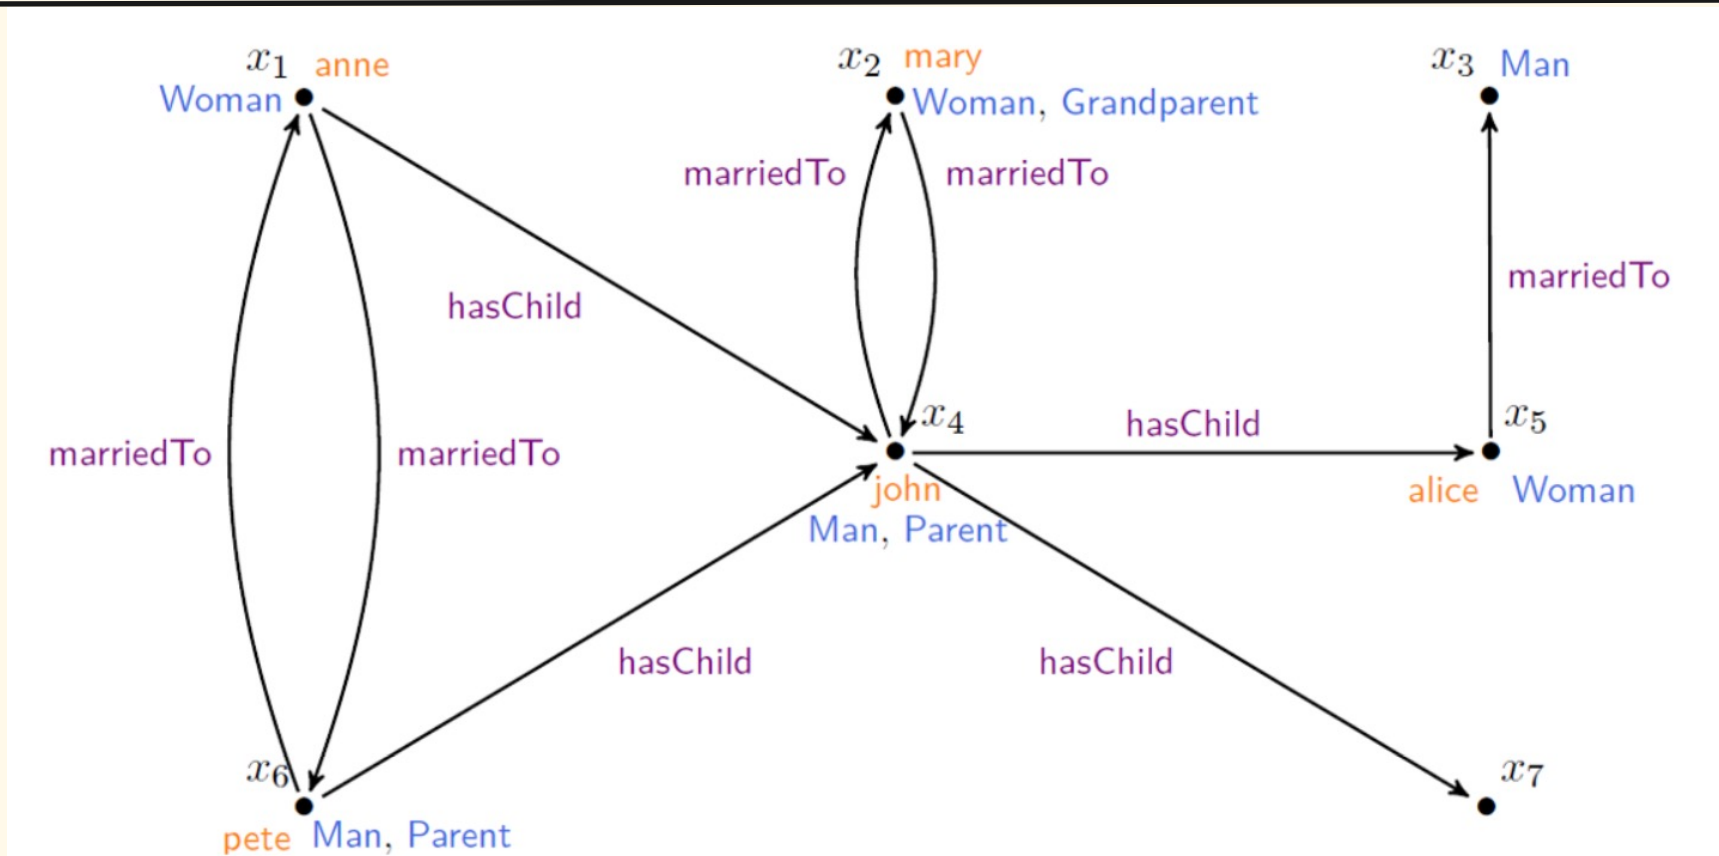 x1 anne
Woman
x2 mary
Woman, Grandparent
x3 Man
marriedTo
marriedTo
marriedTo
hasChild
marriedTo
marriedTo
x4
hasChild
x5
john
Man, Parent
alice Woman
hasChild
hasChild
x6
pete Man, Parent
x7